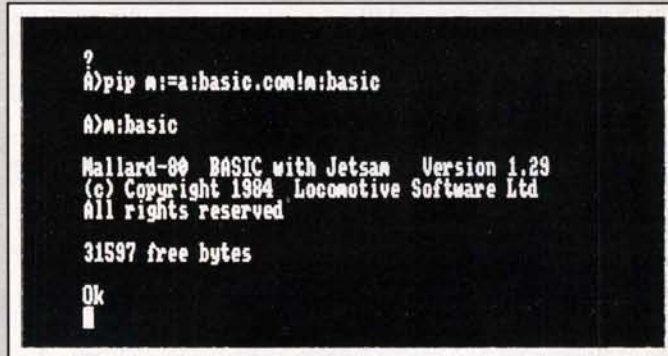 ?
A>pip m:=a:basic.com!m:basic
A>m:basic
Mallard-80 BASIC with Jetsam Version 1.29
(c) Copyright 1984 Locomotive Software Ltd
All rights reserved
31597 free bytes
Ok